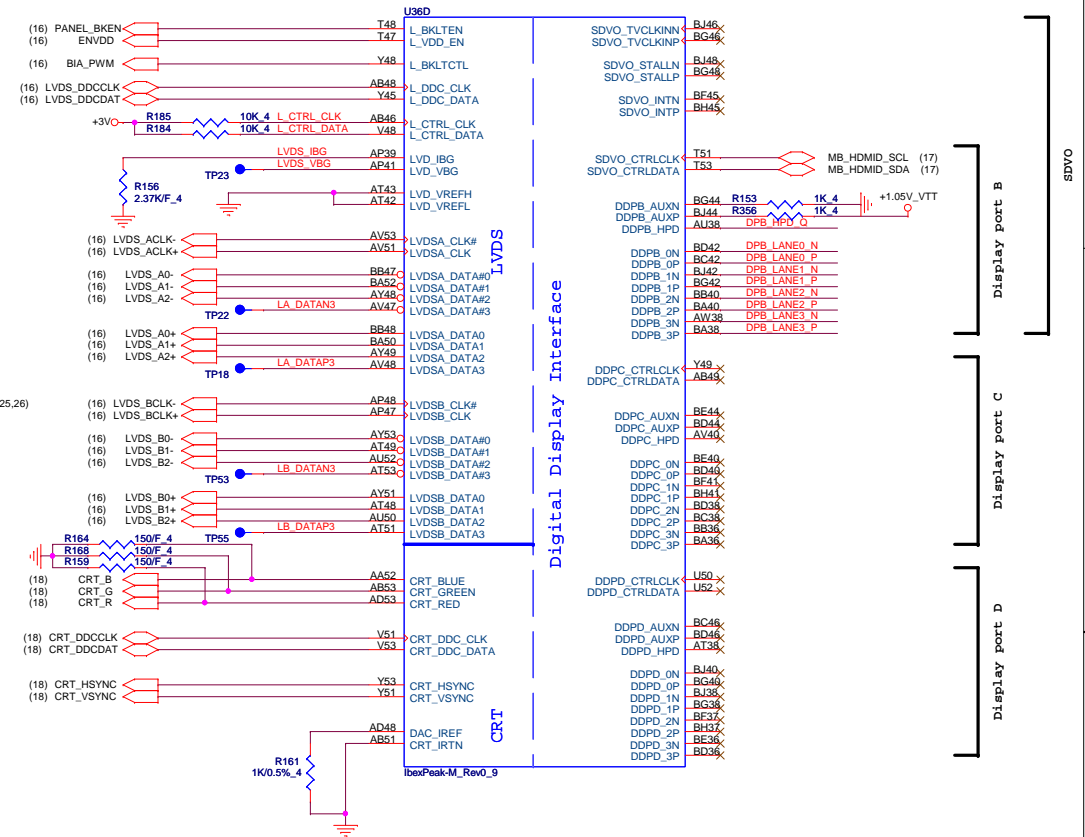 U36D
(16) PANEL_BKEN T48 L_BKLTEN
(16) ENVDD T47 L_VDD_EN
(16) BIA_PWM Y48 L_BKLTCTL
(16) LVDS_DDCCLK AB48 L_DDC_CLK
(16) LVDS_DDCDAT Y45 L_DDC_DATA
+3V R185 10K_4 L_CTRL_CLK AB46 L_CTRL_CLK
R184 10K_4 L_CTRL_DATA V48 L_CTRL_DATA
LVDS_IBG AP39 LVD_IBG
TP23 LVDS_VBG AP41 LVD_VBG
R156
2.37K/F_4
AT43 LVD_VREFH
AT42 LVD_VREFL
(16) LVDS_ACLK- AV53 LVDSA_CLK#
(16) LVDS_ACLK+ AV51 LVDSA_CLK
(16) LVDS_A0- BB47 LVDSA_DATA#0
(16) LVDS_A1- BA52 LVDSA_DATA#1
(16) LVDS_A2- AY48 LVDSA_DATA#2
TP22 LA_DATAN3 AV47 LVDSA_DATA#3
(16) LVDS_A0+ BB48 LVDSA_DATA0
(16) LVDS_A1+ BA50 LVDSA_DATA1
(16) LVDS_A2+ AY49 LVDSA_DATA2
TP18 LA_DATAP3 AV48 LVDSA_DATA3
25,26)
(16) LVDS_BCLK- AP48 LVDSB_CLK#
(16) LVDS_BCLK+ AP47 LVDSB_CLK
(16) LVDS_B0- AY53 LVDSB_DATA#0
(16) LVDS_B1- AT49 LVDSB_DATA#1
(16) LVDS_B2- AU52 LVDSB_DATA#2
TP53 LB_DATAN3 AT53 LVDSB_DATA#3
(16) LVDS_B0+ AY51 LVDSB_DATA0
(16) LVDS_B1+ AT48 LVDSB_DATA1
(16) LVDS_B2+ AU50 LVDSB_DATA2
TP55 LB_DATAP3 AT51 LVDSB_DATA3
R164 150/F_4
R168 150/F_4
R159 150/F_4
(18) CRT_B AA52 CRT_BLUE
(18) CRT_G AB53 CRT_GREEN
(18) CRT_R AD53 CRT_RED
(18) CRT_DDCCLK V51 CRT_DDC_CLK
(18) CRT_DDCDAT V53 CRT_DDC_DATA
(18) CRT_HSYNC Y53 CRT_HSYNC
(18) CRT_VSYNC Y51 CRT_VSYNC
AD48 DAC_IREF
AB51 CRT_IRTN
R161
1K/0.5%_4
LVDS
CRT
Digital Display Interface
IbexPeak-M_Rev0_9
SDVO_TVCLKINN BJ46
SDVO_TVCLKINP BG46
SDVO_STALLN BJ48
SDVO_STALLP BG48
SDVO_INTN BF45
SDVO_INTP BH45
SDVO_CTRLCLK T51 MB_HDMID_SCL (17)
SDVO_CTRLDATA T53 MB_HDMID_SDA (17)
DDPB_AUXN BG44 R153 1K_4
DDPB_AUXP BJ44 R356 1K_4 +1.05V_VTT
DDPB_HPD AU38 DPB_HPD_Q
DDPB_0N BD42 DPB_LANE0_N
DDPB_0P BC42 DPB_LANE0_P
DDPB_1N BJ42 DPB_LANE1_N
DDPB_1P BG42 DPB_LANE1_P
DDPB_2N BB40 DPB_LANE2_N
DDPB_2P BA40 DPB_LANE2_P
DDPB_3N AW38 DPB_LANE3_N
DDPB_3P BA38 DPB_LANE3_P
DDPC_CTRLCLK Y49
DDPC_CTRLDATA AB49
DDPC_AUXN BE44
DDPC_AUXP BD44
DDPC_HPD AV40
DDPC_0N BE40
DDPC_0P BD40
DDPC_1N BF41
DDPC_1P BH41
DDPC_2N BD38
DDPC_2P BC38
DDPC_3N BB36
DDPC_3P BA36
DDPD_CTRLCLK U50
DDPD_CTRLDATA U52
DDPD_AUXN BC46
DDPD_AUXP BD46
DDPD_HPD AT38
DDPD_0N BJ40
DDPD_0P BG40
DDPD_1N BJ38
DDPD_1P BG38
DDPD_2N BF37
DDPD_2P BH37
DDPD_3N BE36
DDPD_3P BD36
Display port B
SDVO
Display port C
Display port D